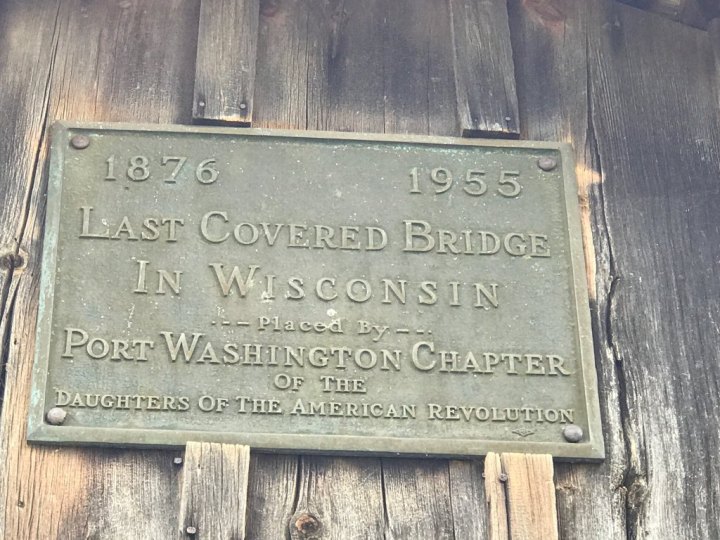 1876 1955
LAST COVERED BRIDGE
IN WISCONSIN
Placed By
PORT WASHINGTON CHAPTER
OF THE
DAUGHTERS OF THE AMERICAN REVOLUTION